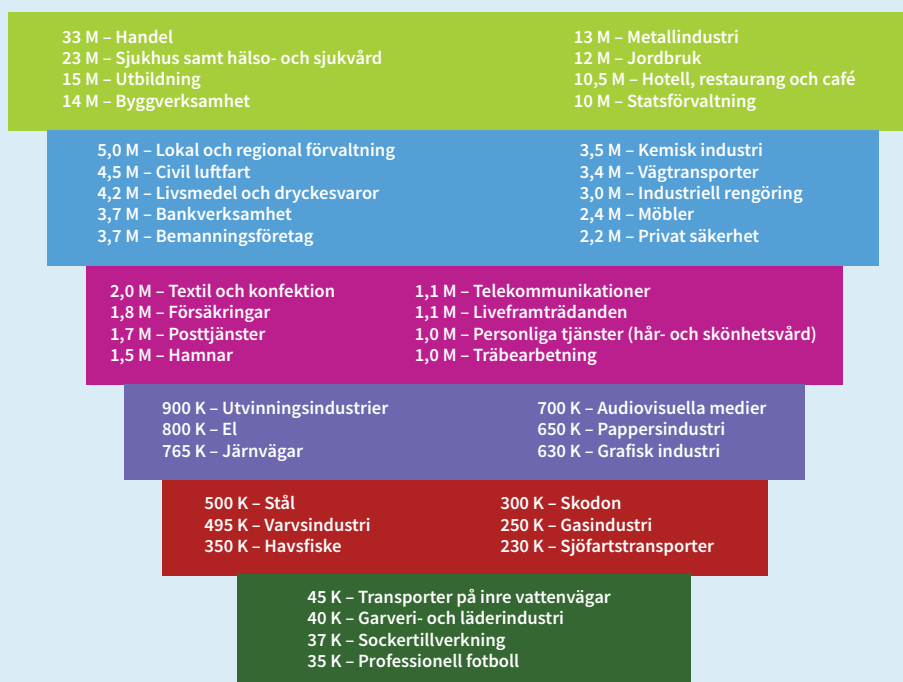 33 M – Handel
23 M – Sjukhus samt hälso- och sjukvård
15 M – Utbildning
14 M – Byggverksamhet
13 M – Metallindustri
12 M – Jordbruk
10,5 M – Hotell, restaurang och café
10 M – Statsförvaltning
5,0 M – Lokal och regional förvaltning
4,5 M – Civil luftfart
4,2 M – Livsmedel och dryckesvaror
3,7 M – Bankverksamhet
3,7 M – Bemanningsföretag
3,5 M – Kemisk industri
3,4 M – Vägtransporter
3,0 M – Industriell rengöring
2,4 M – Möbler
2,2 M – Privat säkerhet
2,0 M – Textil och konfektion
1,8 M – Försäkringar
1,7 M – Posttjänster
1,5 M – Hamnar
1,1 M – Telekommunikationer
1,1 M – Liveframträdanden
1,0 M – Personliga tjänster (hår- och skönhetsvård)
1,0 M – Träbearbetning
900 K – Utvinningsindustrier
800 K – El
765 K – Järnvägar
700 K – Audiovisuella medier
650 K – Pappersindustri
630 K – Grafisk industri
500 K – Stål
495 K – Varvsindustri
350 K – Havsfiske
300 K – Skodon
250 K – Gasindustri
230 K – Sjöfartstransporter
45 K – Transporter på inre vattenvägar
40 K – Garveri- och läderindustri
37 K – Sockertillverkning
35 K – Professionell fotboll